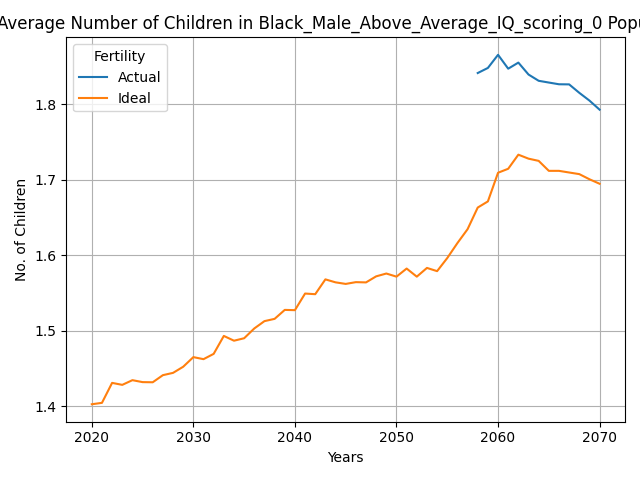 Average Number of Children in Black_Male_Above_Average_IQ_scoring_0 Popu
Fertility
Actual
Ideal
No. of Children
1.8
1.7
1.6
1.5
1.4
2020 2030 2040 2050 2060 2070
Years